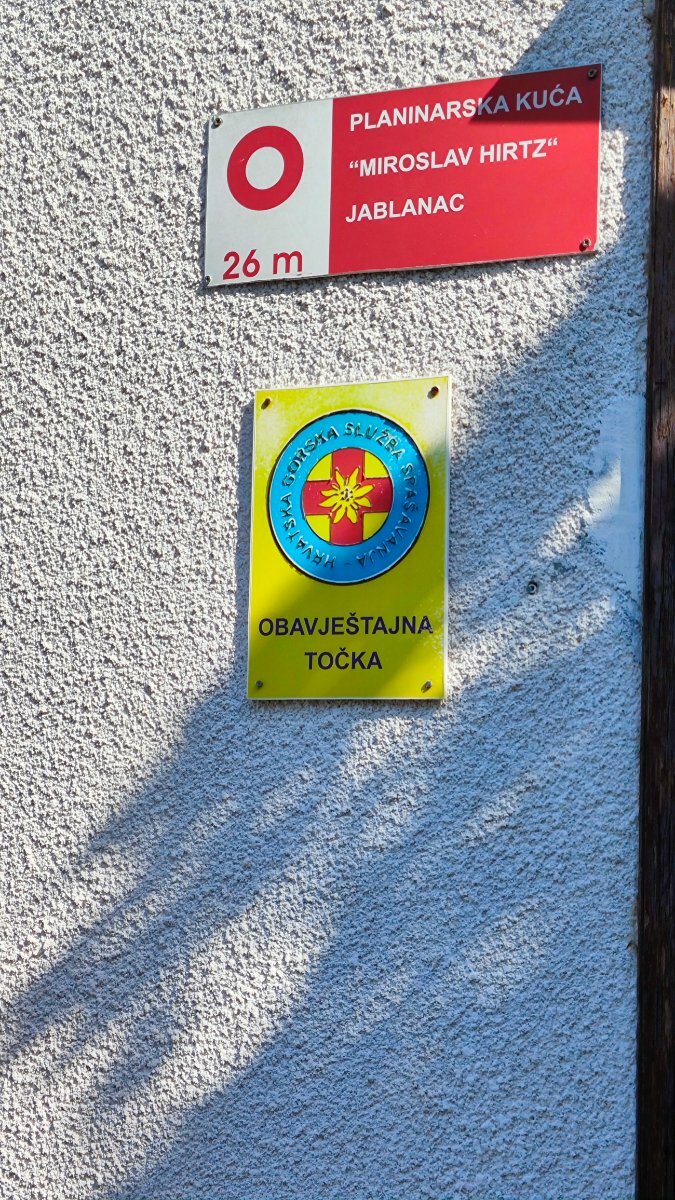 PLANINARSKA KUĆA
“MIROSLAV HIRTZ“
JABLANAC
26 m
HRVATSKA GORSKA SLUŽBA SPAŠAVANJA -
OBAVJEŠTAJNA
TOČKA